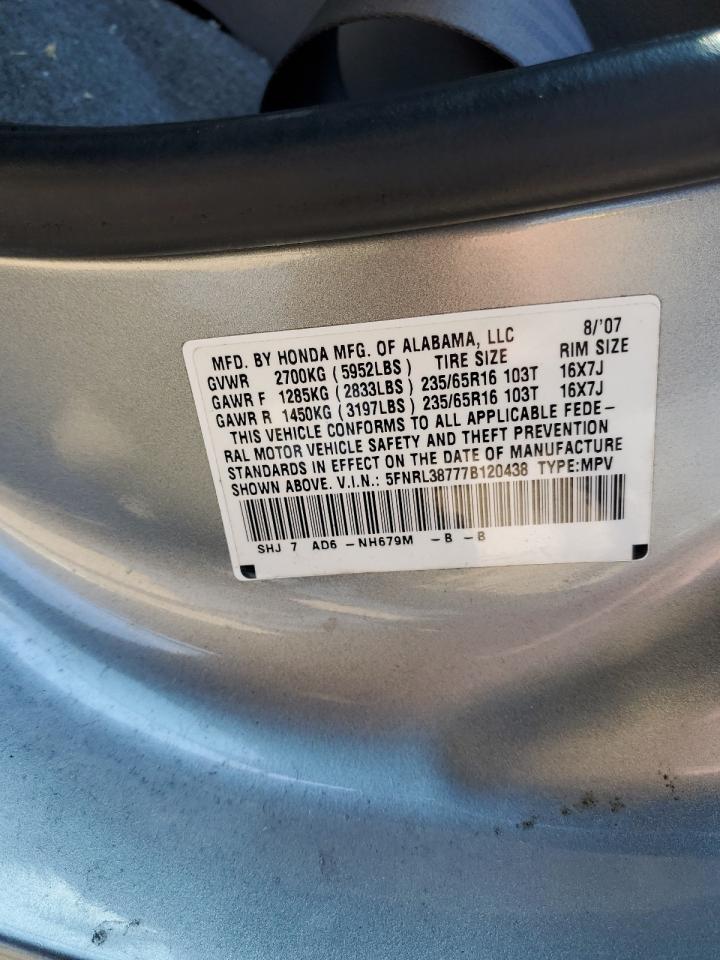 MFD. BY HONDA MFG. OF ALABAMA, LLC 8/'07
GVWR 2700KG ( 5952LBS ) TIRE SIZE RIM SIZE
GAWR F 1285KG ( 2833LBS ) 235/65R16 103T 16X7J
GAWR R 1450KG ( 3197LBS ) 235/65R16 103T 16X7J
THIS VEHICLE CONFORMS TO ALL APPLICABLE FEDE-
RAL MOTOR VEHICLE SAFETY AND THEFT PREVENTION
STANDARDS IN EFFECT ON THE DATE OF MANUFACTURE
SHOWN ABOVE. V.I.N.: 5FNRL38777B120438 TYPE:MPV
SHJ 7 AD6 -NH679M -B -B